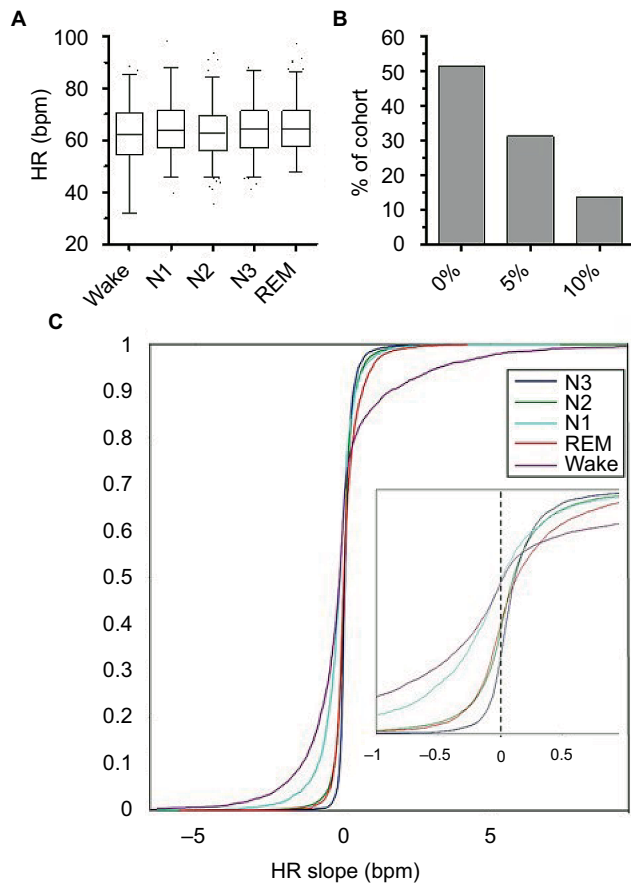 A
HR (bpm)
100
80
60
40
20
Wake
N1
N2
N3
REM
B
% of cohort
60
50
40
30
20
10
0
0%
5%
10%
C
1
0.9
0.8
0.7
0.6
0.5
0.4
0.3
0.2
0.1
0
N3
N2
N1
REM
Wake
–1
–0.5
0
0.5
–5
0
5
HR slope (bpm)